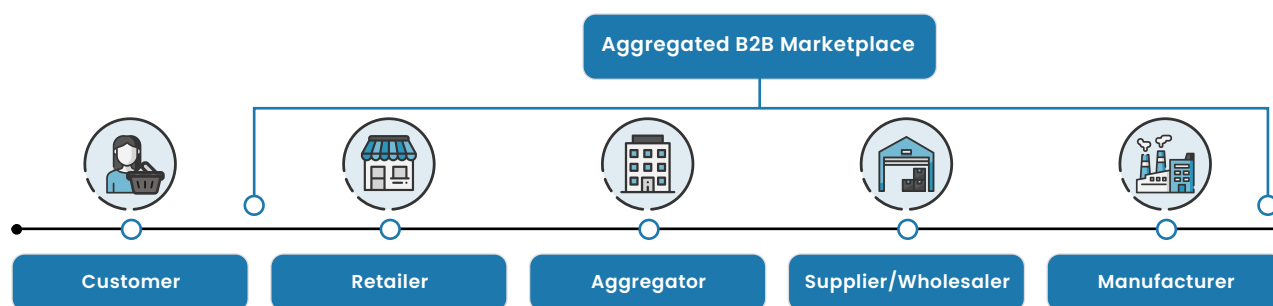 Aggregated B2B Marketplace
Customer
Retailer
Aggregator
Supplier/Wholesaler
Manufacturer